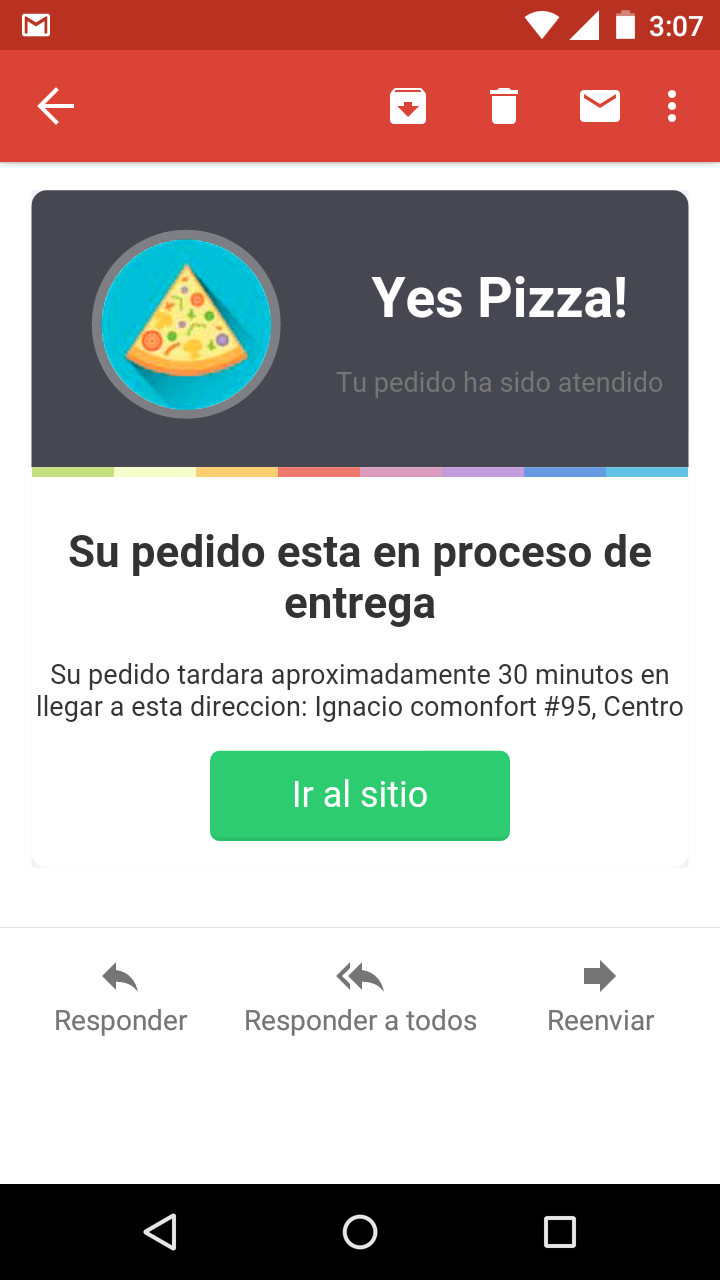 3:07
Yes Pizza!
Tu pedido ha sido atendido
Su pedido esta en proceso de
entrega
Su pedido tardara aproximadamente 30 minutos en
llegar a esta direccion: Ignacio comonfort #95, Centro
Ir al sitio
Responder
Responder a todos
Reenviar